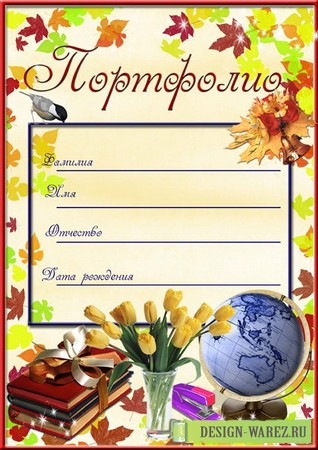 Портфолио
Фамилия
Имя
Отчество
Дата рождения
DESIGN-WAREZ.RU